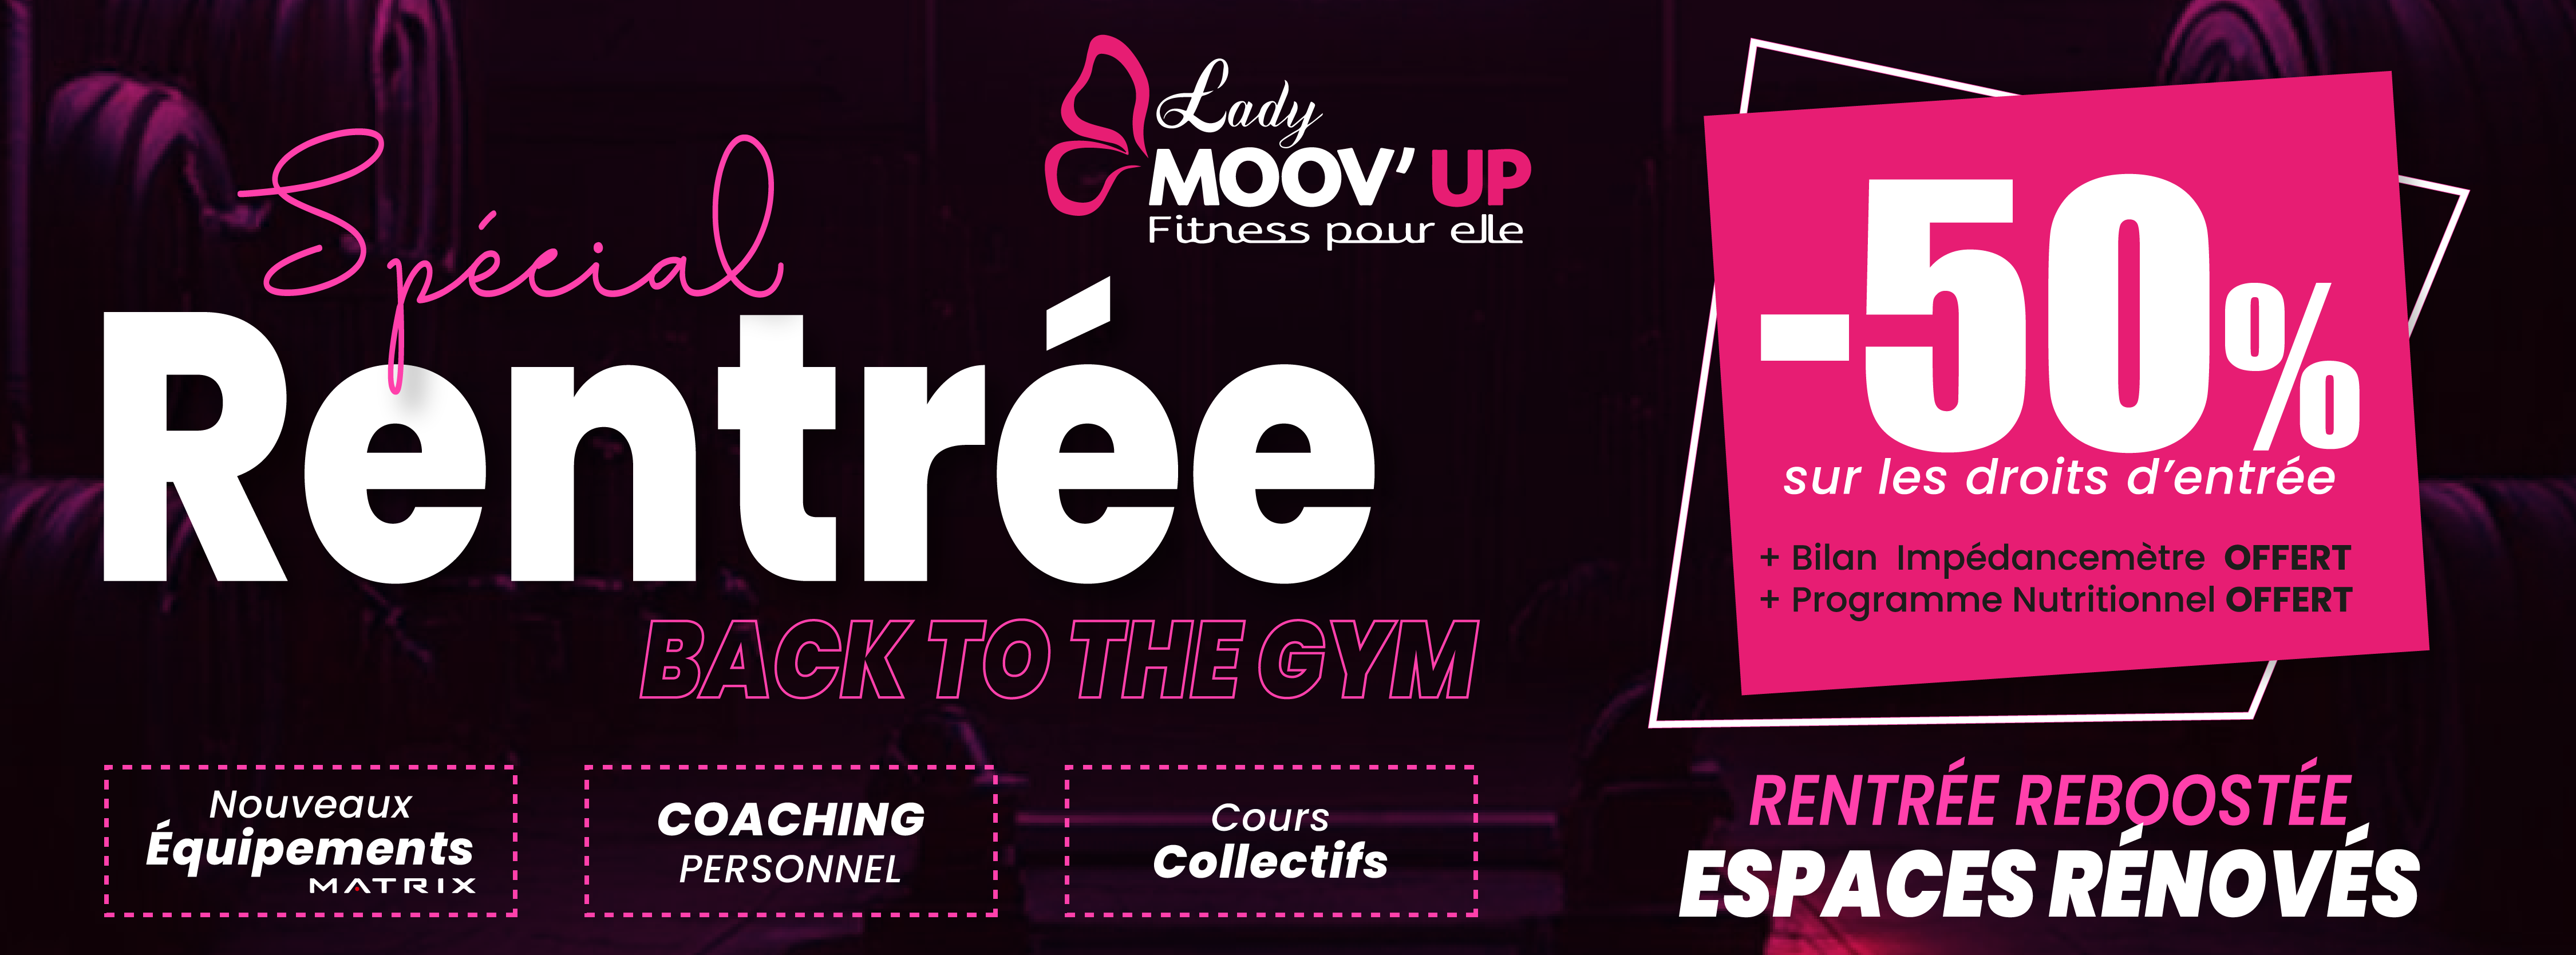 Lady
MOOV' UP
Fitness pour elle
Spécial
Rentrée
BACK TO THE GYM
Nouveaux
Équipements
MATRIX
COACHING
PERSONNEL
Cours
Collectifs
-50%
sur les droits d'entrée
+ Bilan Impédancemètre OFFERT
+ Programme Nutritionnel OFFERT
RENTRÉE REBOOSTÉE
ESPACES RÉNOVÉS